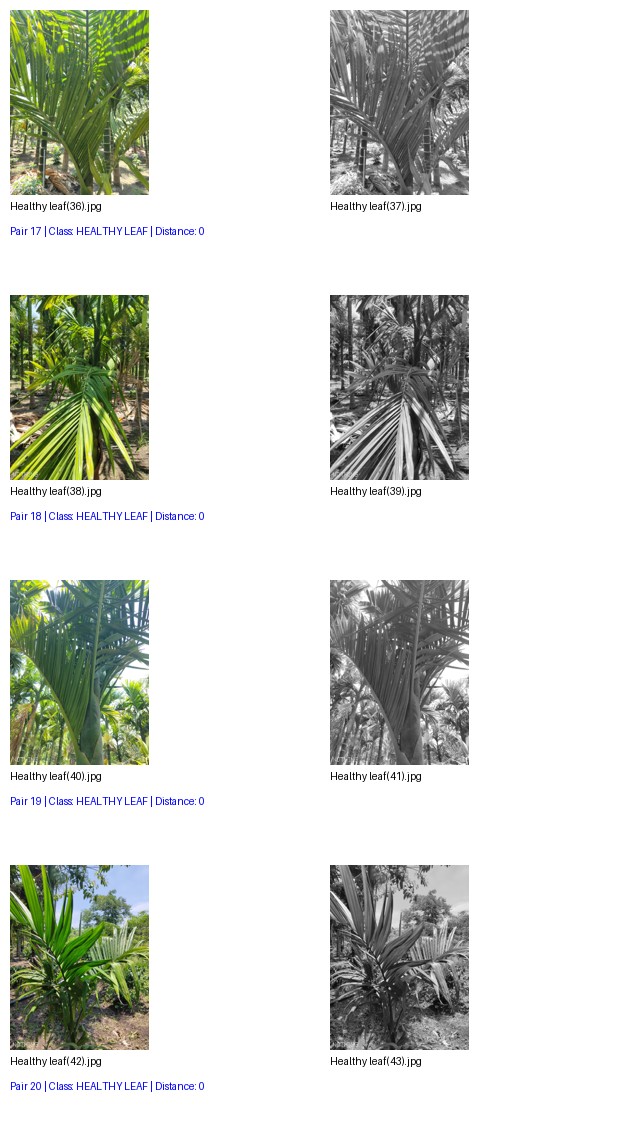 Healthy leaf(36).jpg Healthy leaf(37).jpg
Pair 17 | Class: HEALTHY LEAF | Distance: 0
Healthy leaf(38).jpg Healthy leaf(39).jpg
Pair 18 | Class: HEALTHY LEAF | Distance: 0
Healthy leaf(40).jpg Healthy leaf(41).jpg
Pair 19 | Class: HEALTHY LEAF | Distance: 0
Healthy leaf(42).jpg Healthy leaf(43).jpg
Pair 20 | Class: HEALTHY LEAF | Distance: 0